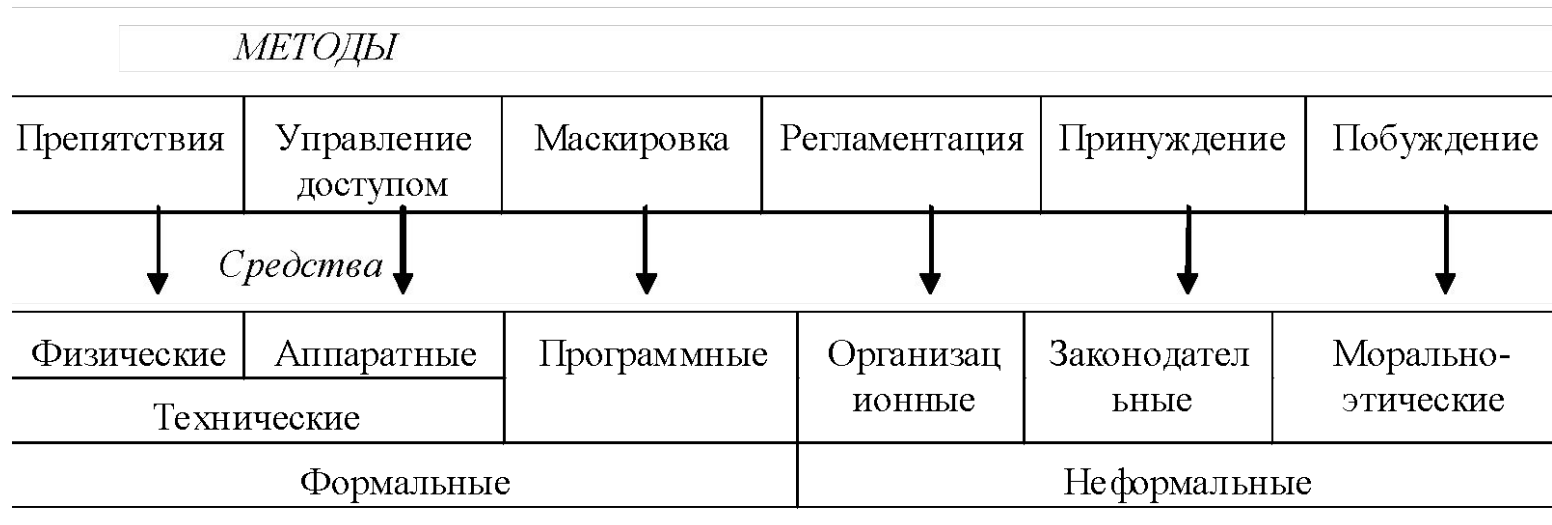 МЕТОДЫ
Препятствия Управление доступом Маскировка Регламентация Принуждение Побуждение
Средства
Физические Аппаратные Программные Организац Законодател Морально-
ионные ьные этические
Технические
Формальные Неформальные